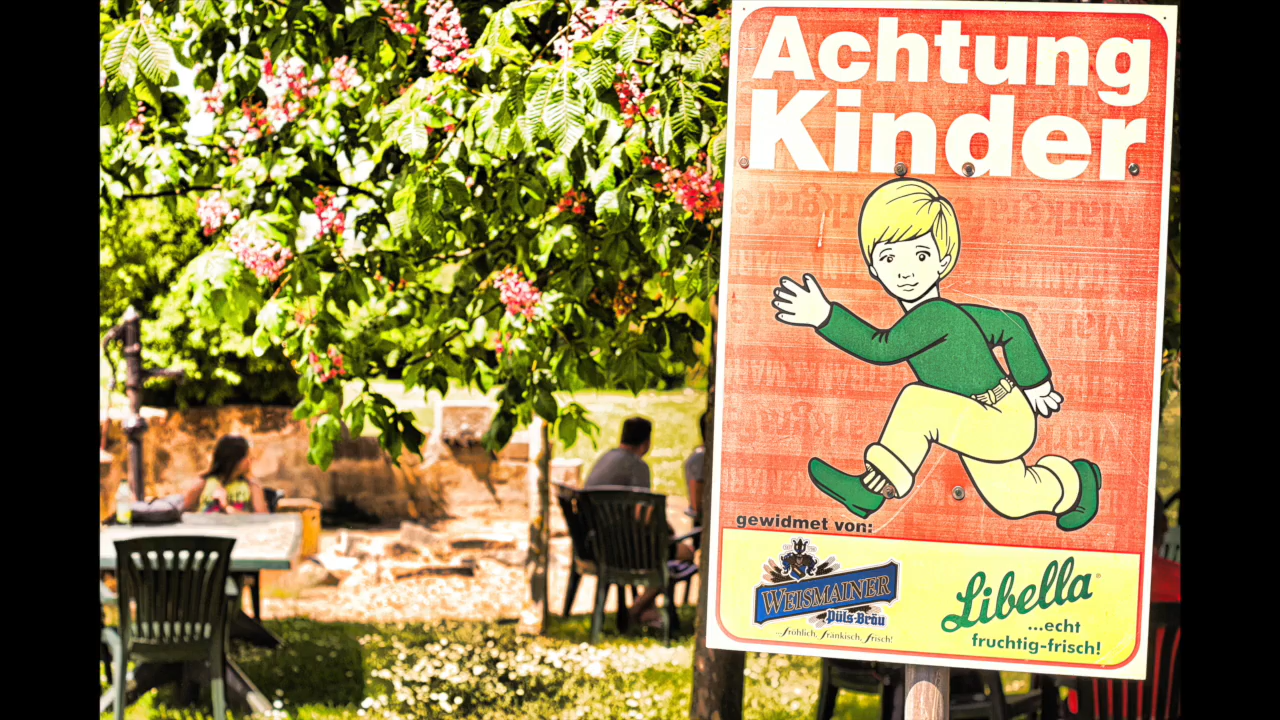 Achtung
Kinder
gewidmet von:
WEISMAINER
Püls-Bräu
...fröhlich, fränkisch, frisch!
Libella
...echt
fruchtig-frisch!